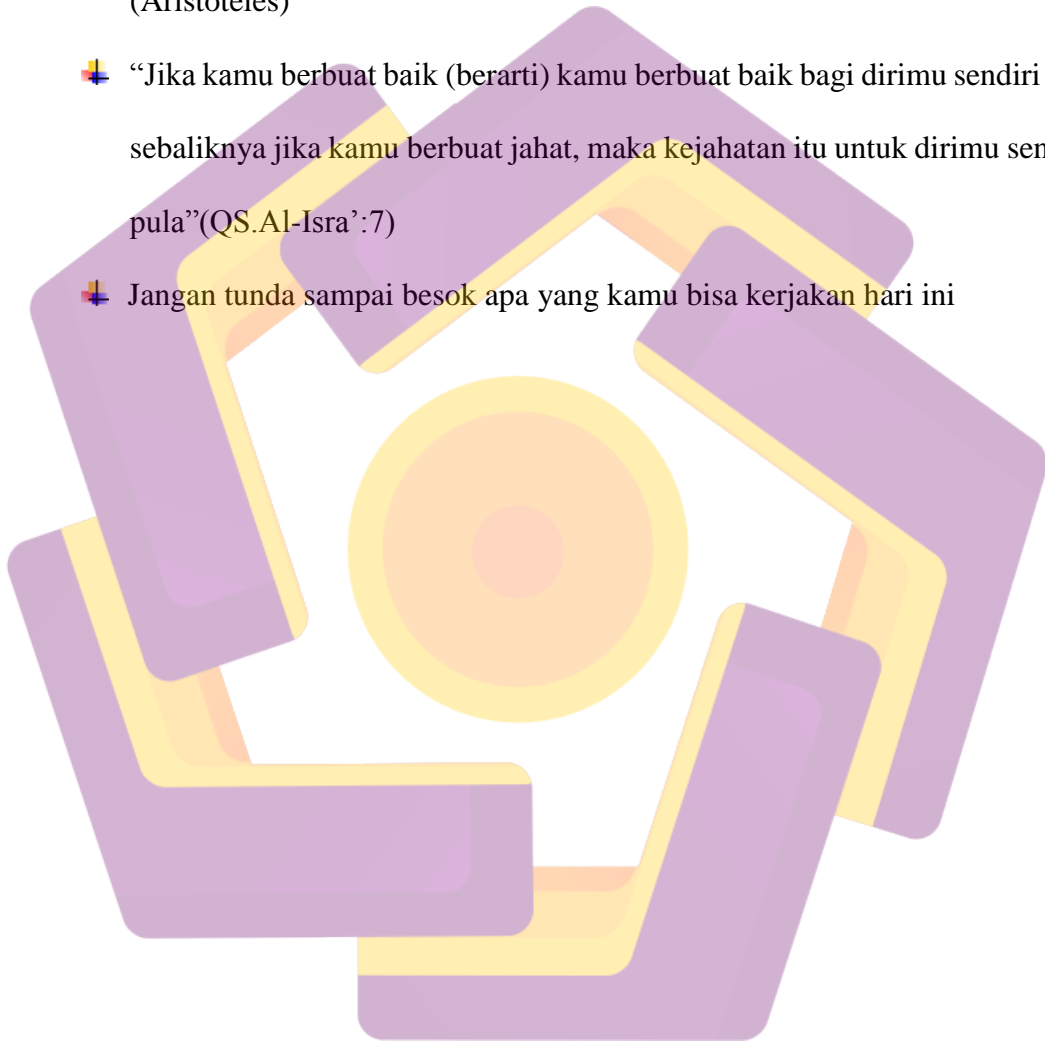 (Aristoteles)
“Jika kamu berbuat baik (berarti) kamu berbuat baik bagi dirimu sendiri
sebaliknya jika kamu berbuat jahat, maka kejahatan itu untuk dirimu
pula”(QS.Al-Isra’:7)
Jangan tunda sampai besok apa yang kamu bisa kerjakan hari ini